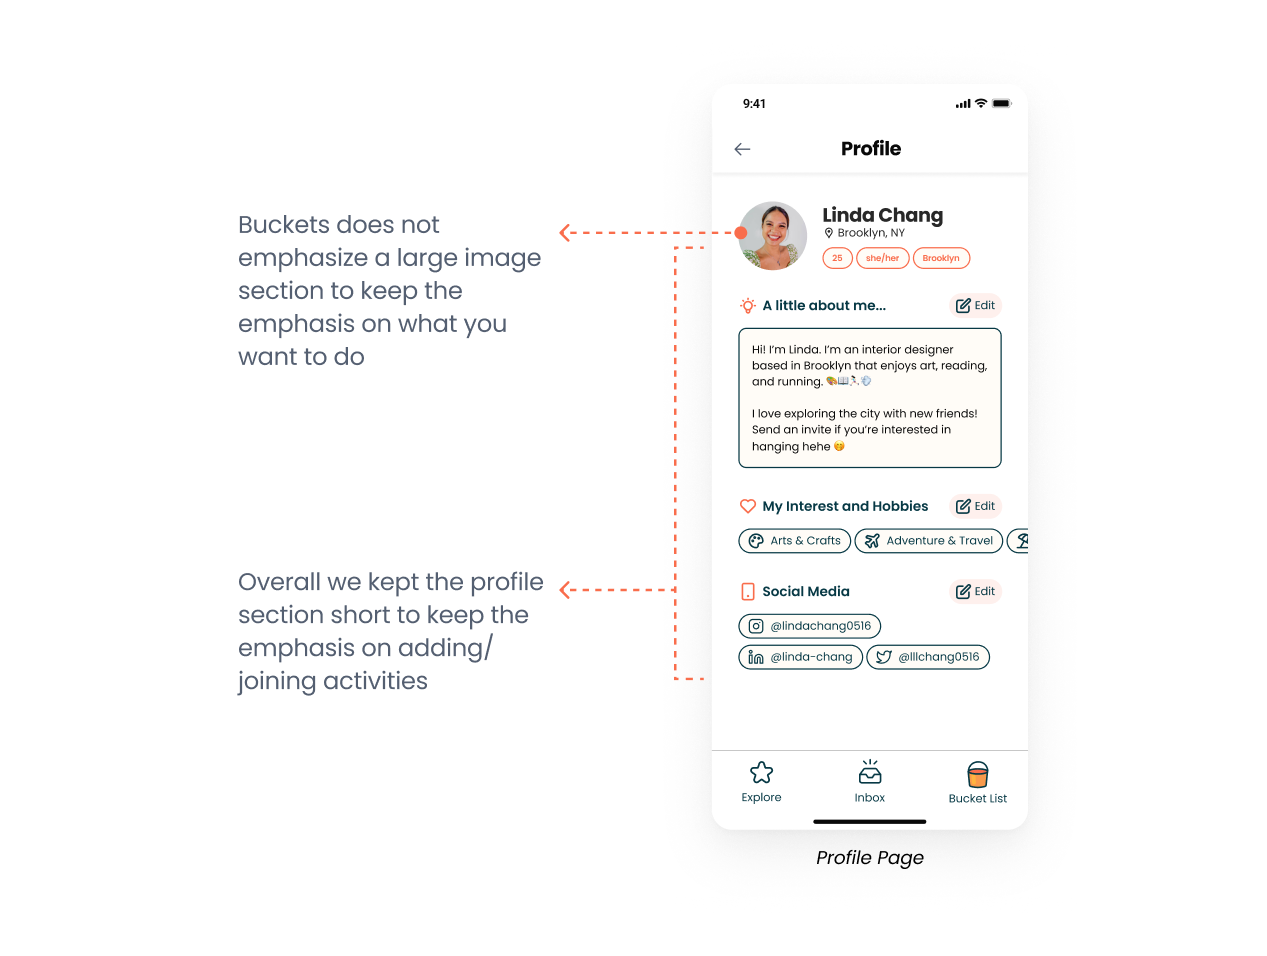 9:41
Profile
Buckets does not
emphasize a large image
section to keep the
emphasis on what you
want to do
Linda Chang
Brooklyn, NY
25 she/her Brooklyn
A little about me... Edit
Hi! I’m Linda. I’m an interior designer
based in Brooklyn that enjoys art, reading,
and running. 🎨📖🏃🏻‍♀️💨
I love exploring the city with new friends!
Send an invite if you’re interested in
hanging hehe 🤭
My Interest and Hobbies Edit
Arts & Crafts Adventure & Travel
Overall we kept the profile
section short to keep the
emphasis on adding/
joining activities
Social Media Edit
@lindachang0516
@linda-chang @lllchang0516
Explore Inbox Bucket List
Profile Page